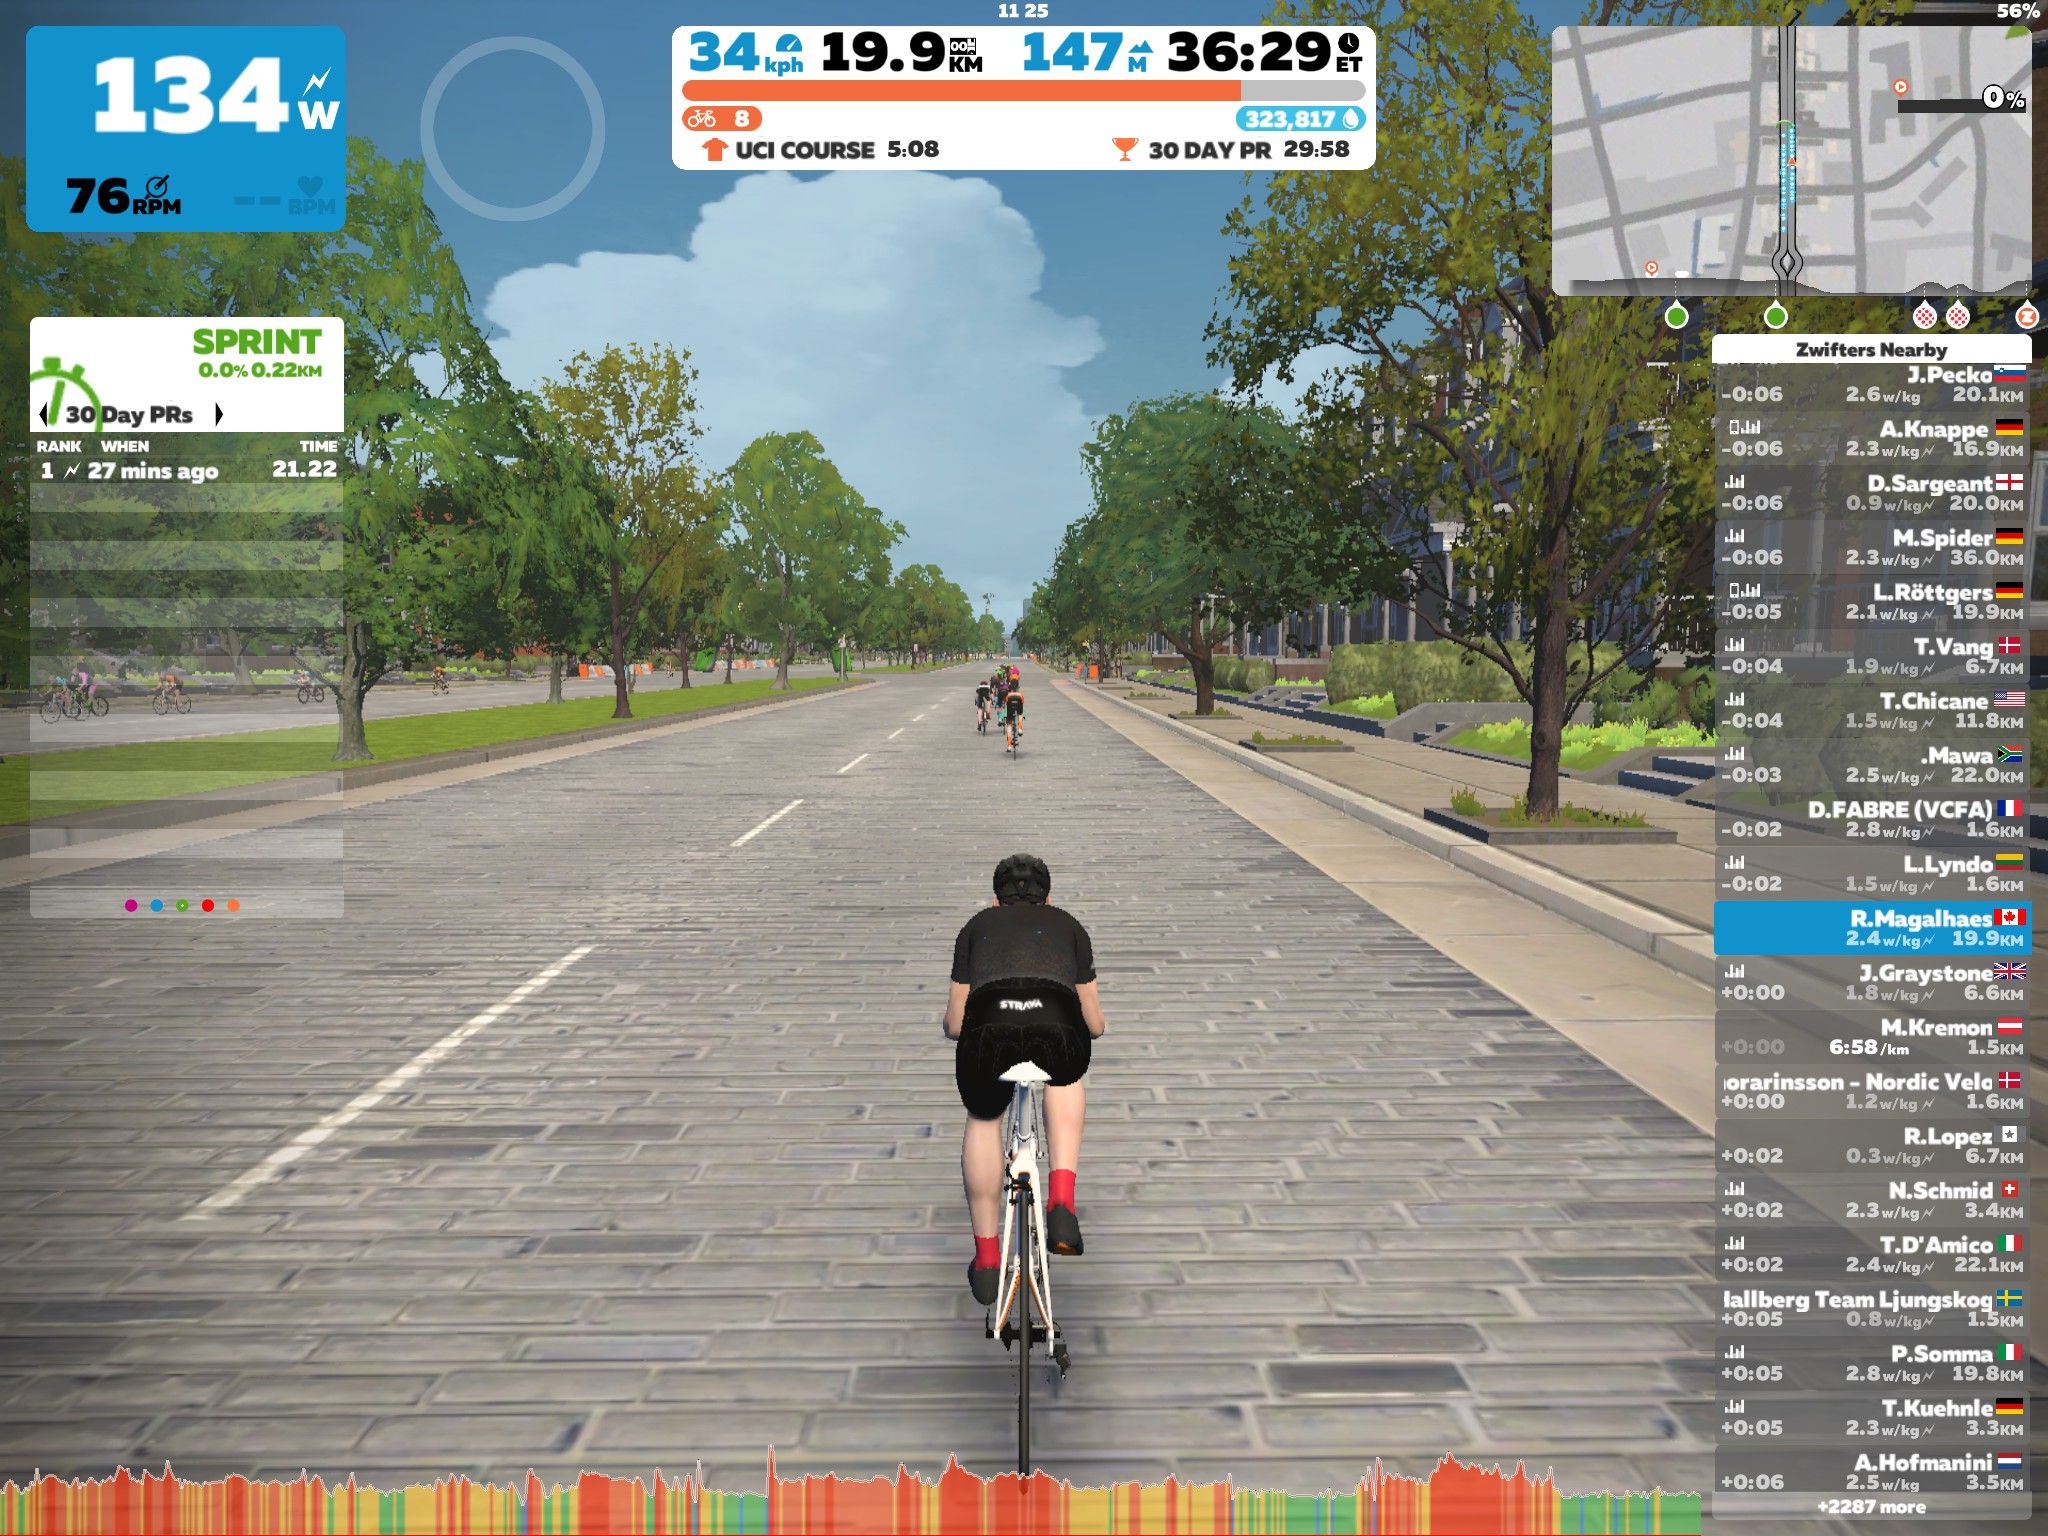 11 25
56%
134 W
76 RPM
-- BPM
34 kph 19.9 KM 147 M 36:29 ET
8
323,817
UCI COURSE 5:08
30 DAY PR 29:58
0%
SPRINT
0.0% 0.22KM
30 Day PRs
RANK WHEN TIME
1 27 mins ago 21.22
Zwifters Nearby
J.Pecko
-0:06 2.6w/kg 20.1KM
A.Knappe
-0:06 2.3w/kg 16.9KM
D.Sargeant
-0:06 0.9w/kg 20.0KM
M.Spider
-0:06 2.3w/kg 36.0KM
L.Röttgers
-0:05 2.1w/kg 19.9KM
T.Vang
-0:04 1.9w/kg 6.7KM
T.Chicane
-0:04 1.5w/kg 11.8KM
.Mawa
-0:03 2.5w/kg 22.0KM
D.FABRE (VCFA)
-0:02 2.8w/kg 1.6KM
L.Lyndo
-0:02 1.5w/kg 1.6KM
R.Magalhaes
2.4w/kg 19.9KM
J.Graystone
+0:00 1.8w/kg 6.6KM
M.Kremon
+0:00 6:58/km 1.5KM
orarinsson - Nordic Velo
+0:00 1.2w/kg 1.6KM
R.Lopez
+0:02 0.3w/kg 6.7KM
N.Schmid
+0:02 2.3w/kg 3.4KM
T.D'Amico
+0:02 2.4w/kg 22.1KM
Hallberg Team Ljungskog
+0:05 0.8w/kg 1.5KM
P.Somma
+0:05 2.8w/kg 19.8KM
T.Kuehnle
+0:05 2.3w/kg 3.3KM
A.Hofmanini
+0:06 2.5w/kg 3.5KM
+2287 more
Z
STRAVA